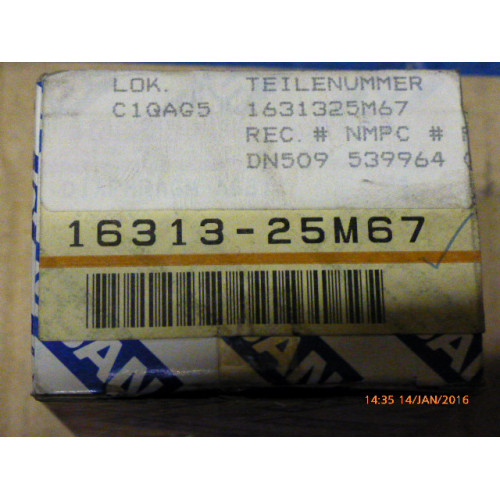 LOK. TEILENUMMER
C1QAG5 1631325M67
REC. # NMPC #
DN509 539964
16313-25M67
14:35 14/JAN/2016